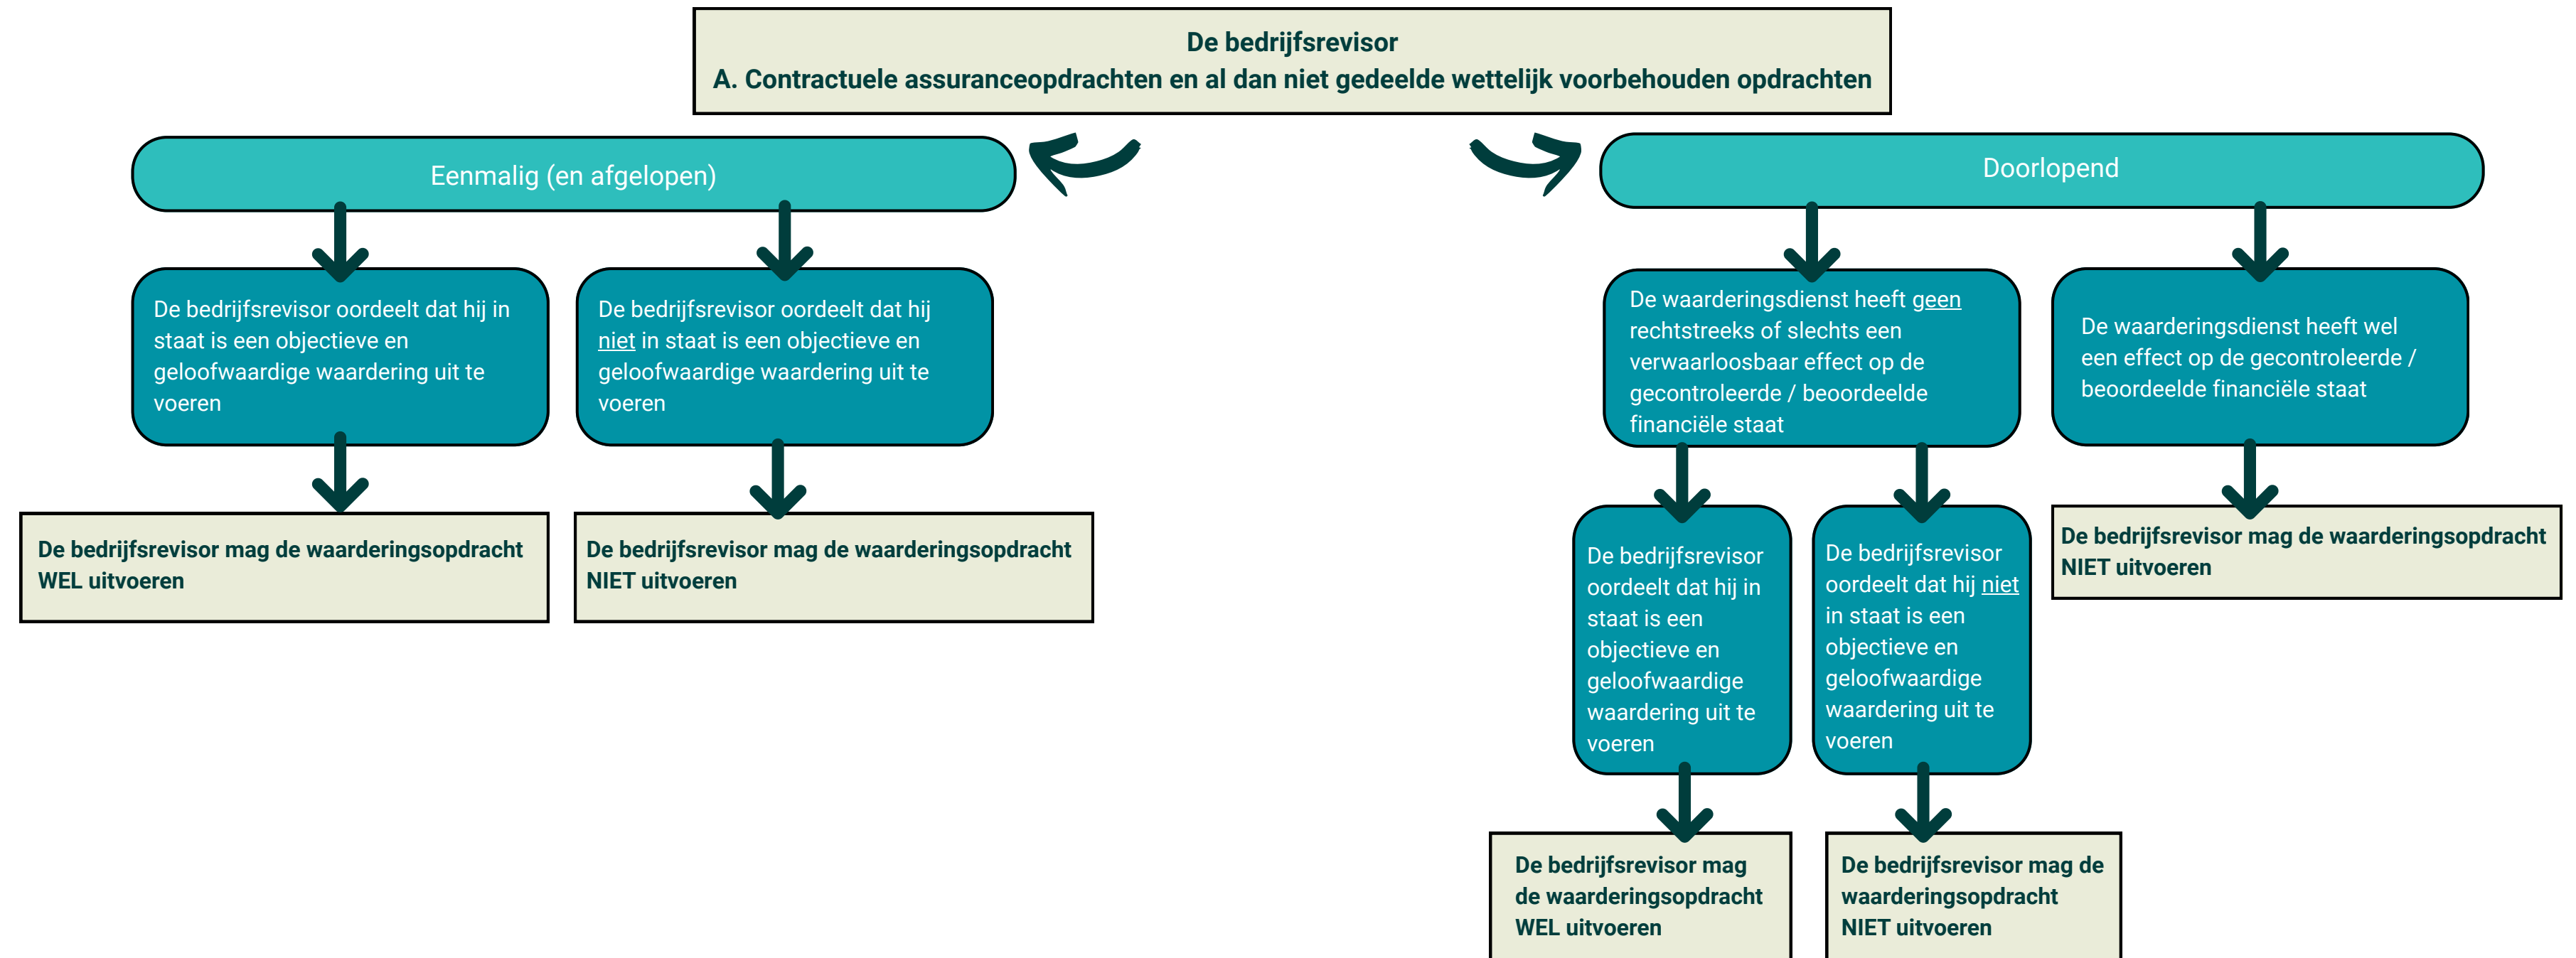 De bedrijfsrevisor
A. Contractuele assuranceopdrachten en al dan niet gedeelde wettelijk voorbehouden opdrachten
Eenmalig (en afgelopen)
De bedrijfsrevisor oordeelt dat hij in
staat is een objectieve en
geloofwaardige waardering uit te
voeren
De bedrijfsrevisor mag de waarderingsopdracht
WEL uitvoeren
De bedrijfsrevisor oordeelt dat hij
niet in staat is een objectieve en
geloofwaardige waardering uit te
voeren
De bedrijfsrevisor mag de waarderingsopdracht
NIET uitvoeren
Doorlopend
De waarderingsdienst heeft geen
rechtstreeks of slechts een
verwaarloosbaar effect op de
gecontroleerde / beoordeelde
financiële staat
De bedrijfsrevisor
oordeelt dat hij in
staat is een
objectieve en
geloofwaardige
waardering uit te
voeren
De bedrijfsrevisor mag
de waarderingsopdracht
WEL uitvoeren
De bedrijfsrevisor
oordeelt dat hij niet
in staat is een
objectieve en
geloofwaardige
waardering uit te
voeren
De bedrijfsrevisor mag de
waarderingsopdracht
NIET uitvoeren
De waarderingsdienst heeft wel
een effect op de gecontroleerde /
beoordeelde financiële staat
De bedrijfsrevisor mag de waarderingsopdracht
NIET uitvoeren